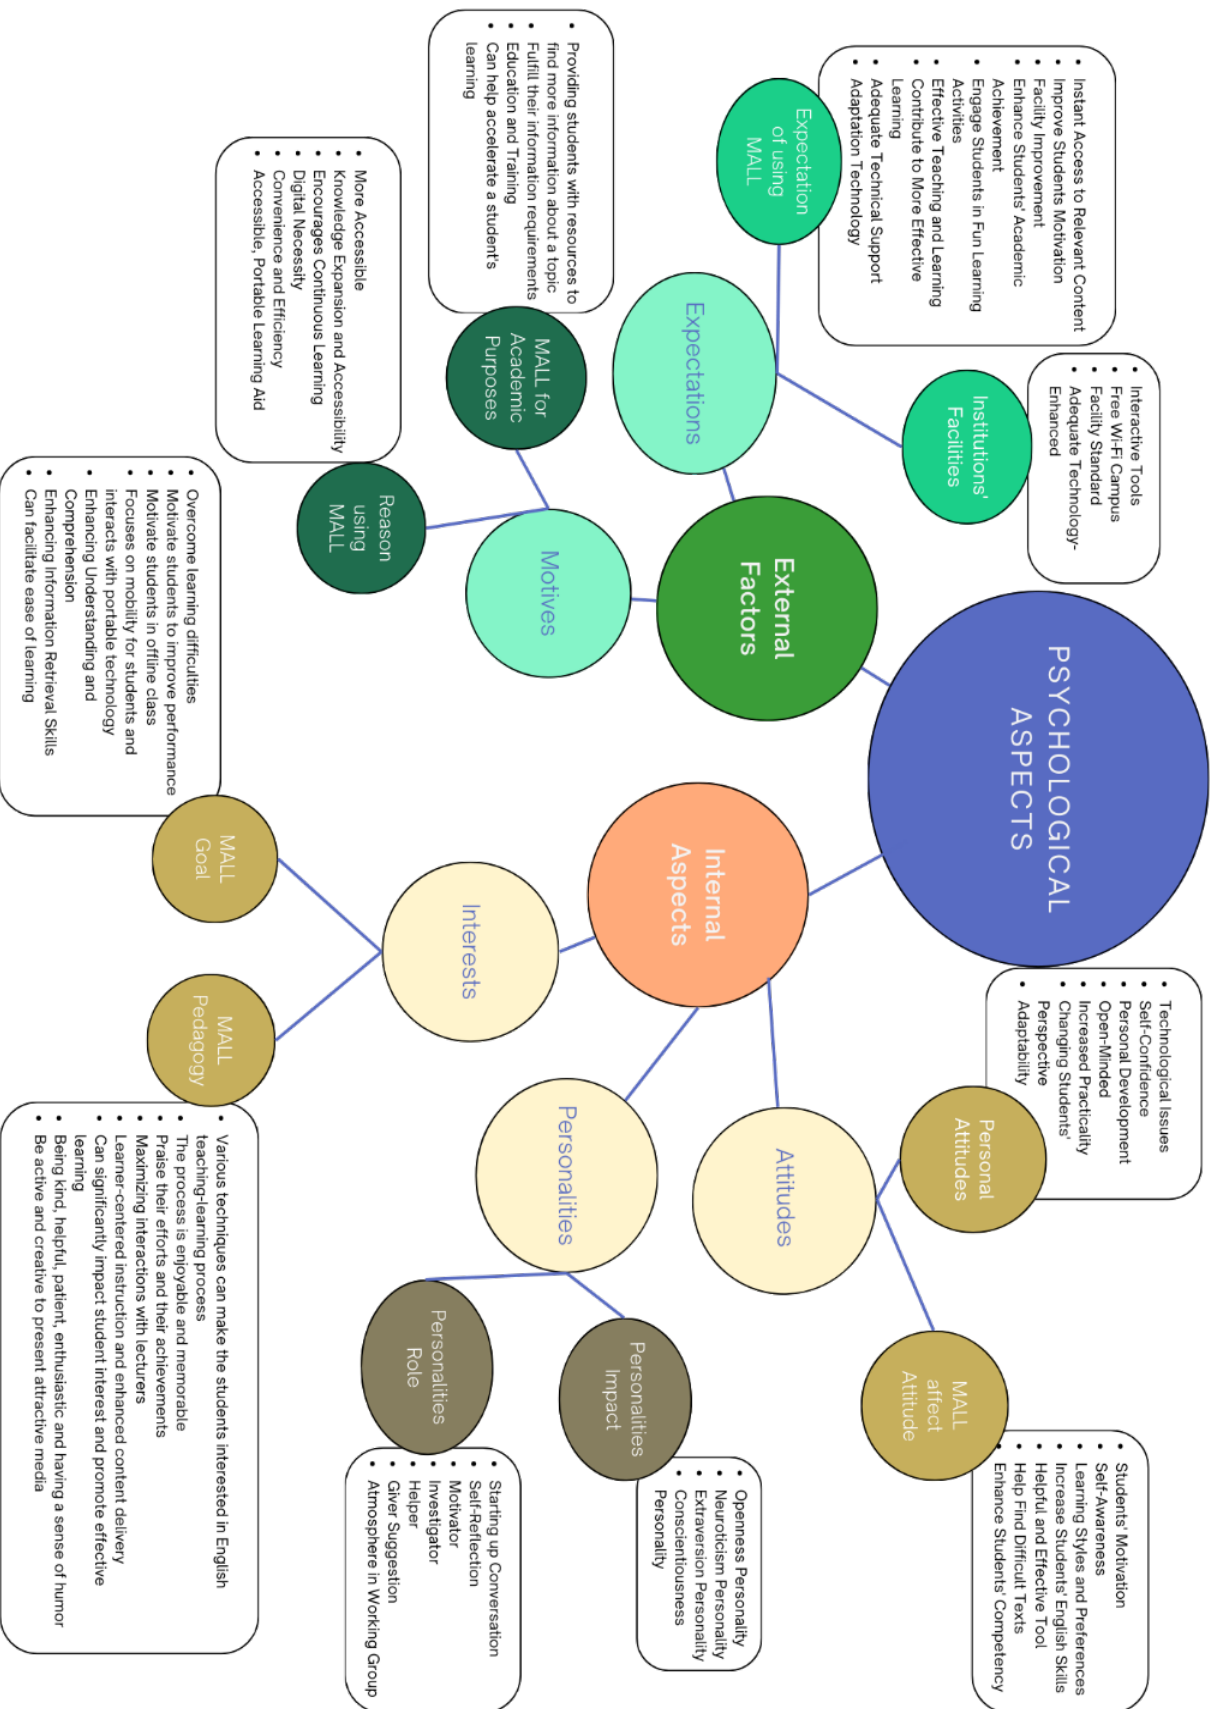 PSYCHOLOGICAL
ASPECTS
External
Factors
Expectations
Expectation
of using
MALL
• Instant Access to Relevant Content
• Improve Students Motivation
• Facility Improvement
• Enhance Students' Academic
Achievement
• Engage Students in Fun Learning
Activities
• Effective Teaching and Learning
• Contribute to More Effective
Learning
• Adequate Technical Support
• Adaptation Technology
Institutions'
Facilities
• Interactive Tools
• Free Wi-Fi Campus
• Facility Standard
• Adequate Technology-
Enhanced
Motives
MALL for
Academic
Purposes
• Providing students with resources to
find more information about a topic
• Fulfill their information requirements
• Education and Training
• Can help accelerate a student's
learning
Reason
using
MALL
• More Accessible
• Knowledge Expansion and Accessibility
• Encourages Continuous Learning
• Digital Necessity
• Convenience and Efficiency
• Accessible, Portable Learning Aid
Internal
Aspects
Interests
MALL
Goal
• Overcome learning difficulties
• Motivate students to improve performance
• Motivate students in offline class
• Focuses on mobility for students and
interacts with portable technology
• Enhancing Understanding and
Comprehension
• Enhancing Information Retrieval Skills
• Can facilitate ease of learning
MALL
Pedagogy
• Various techniques can make the students interested in English
teaching-learning process
• The process is enjoyable and memorable
• Praise their efforts and their achievements
• Maximizing interactions with lecturers
• Learner-centered instruction and enhanced content delivery
• Can significantly impact student interest and promote effective
learning
• Being kind, helpful, patient, enthusiastic and having a sense of humor
• Be active and creative to present attractive media
Personalities
Personalities
Role
• Starting up Conversation
• Self-Reflection
• Motivator
• Investigator
• Helper
• Giver Suggestion
• Atmosphere in Working Group
Personalities
Impact
• Openness Personality
• Neuroticism Personality
• Extraversion Personality
• Conscientiousness
Personality
Attitudes
Personal
Attitudes
• Technological Issues
• Self-Confidence
• Personal Development
• Open-Minded
• Increased Practicality
• Changing Students'
Perspective
• Adaptability
MALL
affect
Attitude
• Students' Motivation
• Self-Awareness
• Learning Styles and Preferences
• Increase Students' English Skills
• Helpful and Effective Tool
• Help Find Difficult Texts
• Enhance Students' Competency